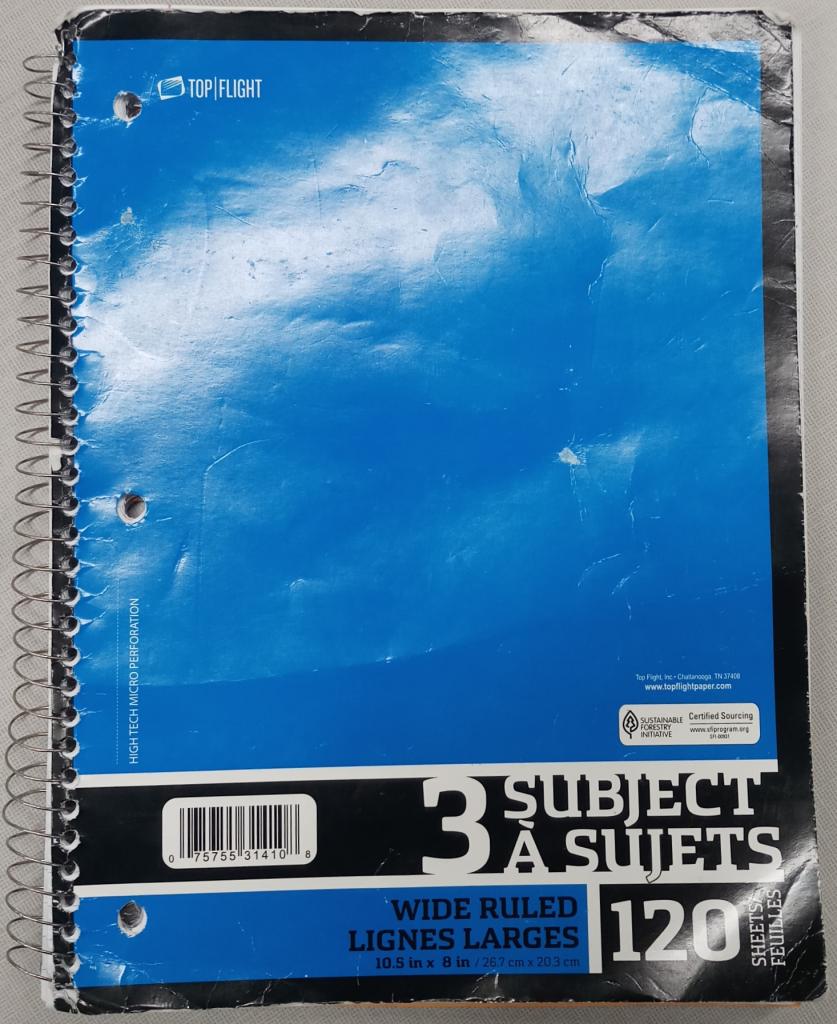 TOP|FLIGHT
HIGH TECH MICRO PERFORATION
Top Flight, Inc • Chattanooga, TN 37408
www.topflightpaper.com
SUSTAINABLE
FORESTRY
INITIATIVE
Certified Sourcing
www.sfiprogram.org
SFI-00901
0 75755 31410 8
3 SUBJECT
À SUJETS
WIDE RULED
LIGNES LARGES
10.5 in x 8 in / 26.7 cm x 20.3 cm
120 SHEETS/
FEUILLES